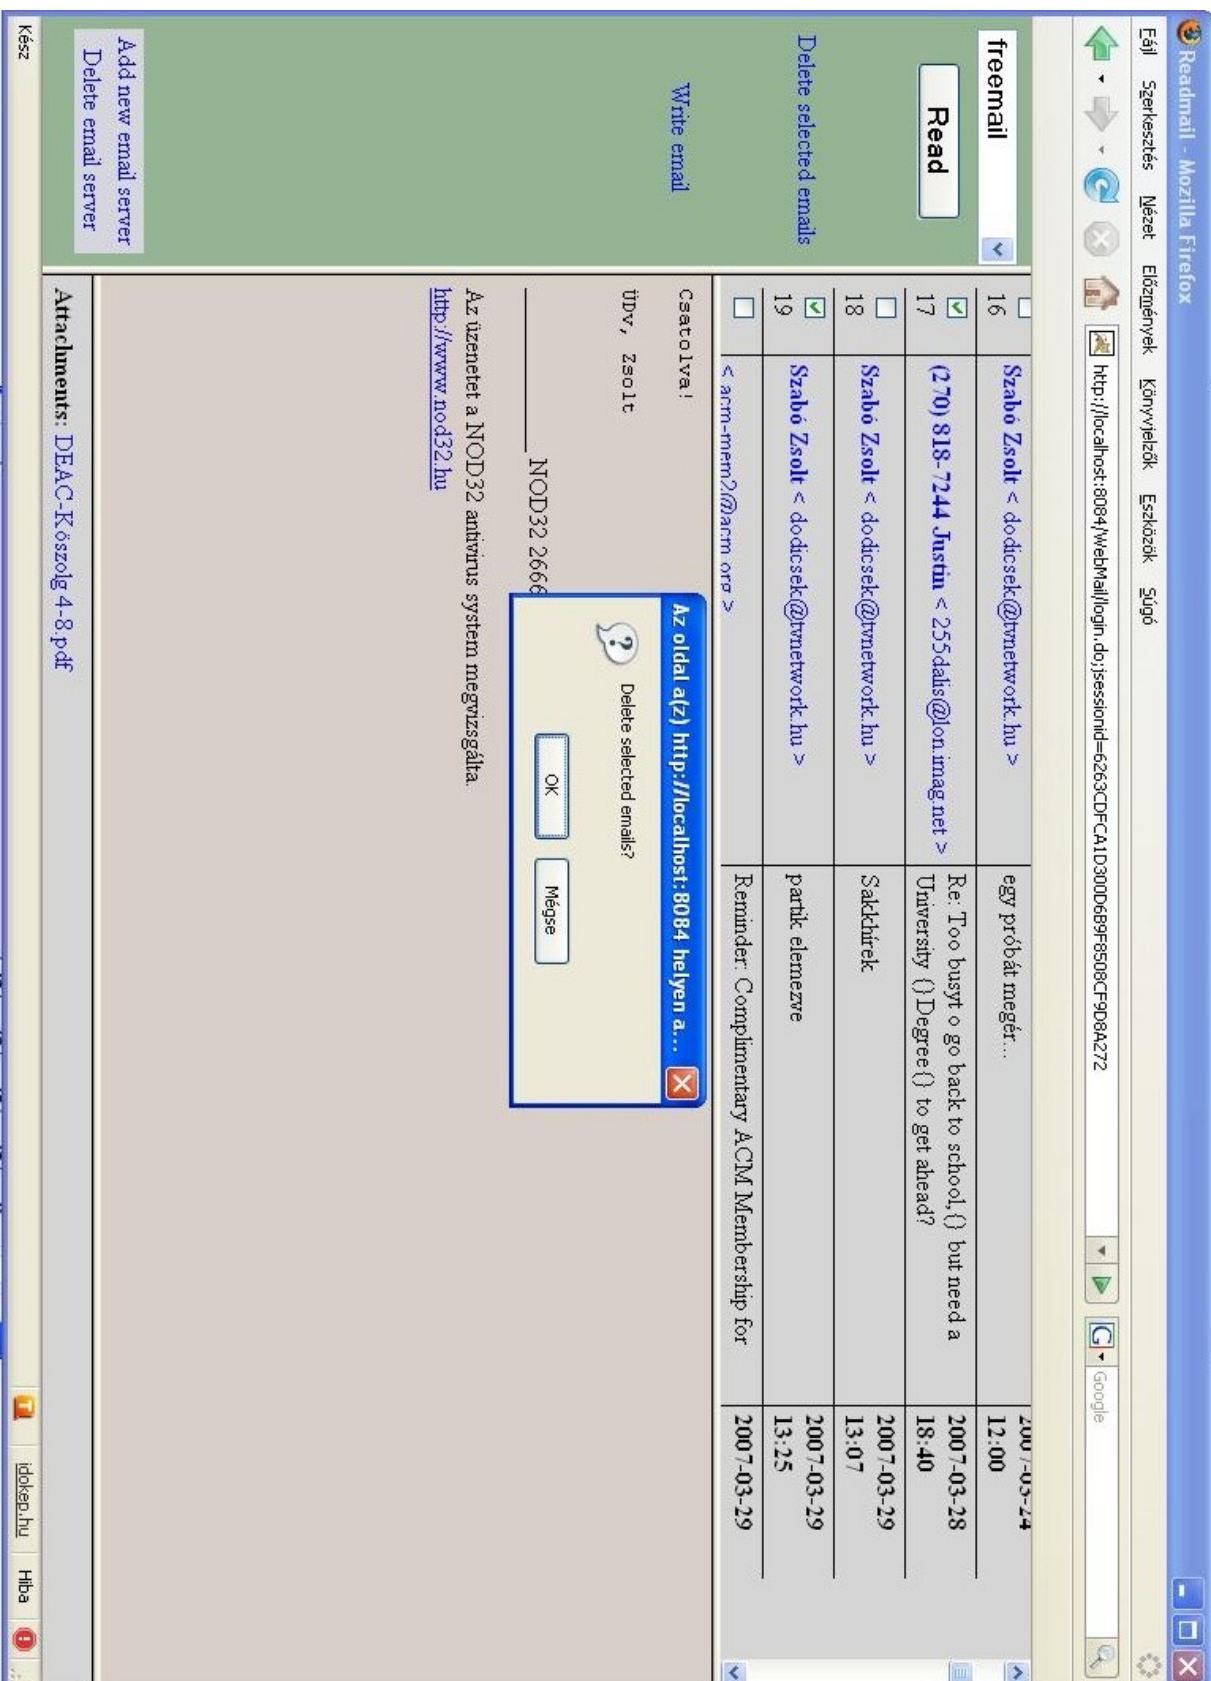 Readmail - Mozilla Firefox
Fájl Szerkesztés Nézet Előzmények Könyvjelzők Eszközök Súgó
http://localhost:8084/WebMail/login.do;jsessionid=6263CDFCA1D300D6B9F8508CF9D8A272
Google
freemail
Read
Delete selected emails
Write email
Add new email server
Delete email server
16 Szabó Zsolt < dodicsek@tvnetwork.hu > egy próbát megér... 2007-03-24 12:00
17 (270) 818-7244 Justin < 255dalis@lon.imag.net > Re: Too busyt o go back to school,{} but need a 2007-03-28
University {}Degree{} to get ahead? 18:40
18 Szabó Zsolt < dodicsek@tvnetwork.hu > Sakkhírek 2007-03-29 13:07
19 Szabó Zsolt < dodicsek@tvnetwork.hu > partik elemezve 2007-03-29 13:25
< acm-mem2@acm.org > Reminder: Complimentary ACM Membership for 2007-03-29
Csatolva!
ÜDv, Zsolt
NOD32 2666
Az üzenetet a NOD32 antivirus system megvizsgálta.
http://www.nod32.hu
Az oldal a(z) http://localhost:8084 helyen a...
Delete selected emails?
OK Mégse
Attachments: DEAC-Kőszolg 4-8.pdf
Kész idokep.hu Hiba